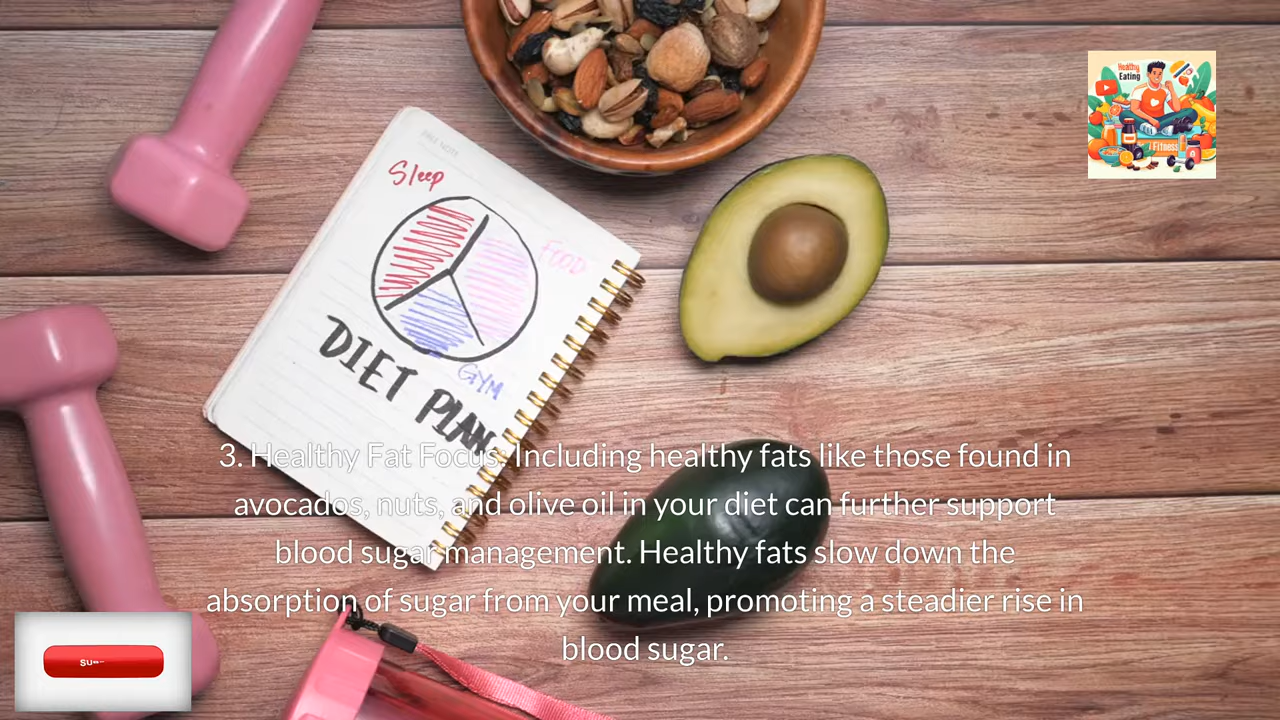 Healthy
Eating
Fitness
Sleep
FOOD
GYM
DIET PLAN
3. Healthy Fat Focus: Including healthy fats like those found in
avocados, nuts, and olive oil in your diet can further support
blood sugar management. Healthy fats slow down the
absorption of sugar from your meal, promoting a steadier rise in
blood sugar.